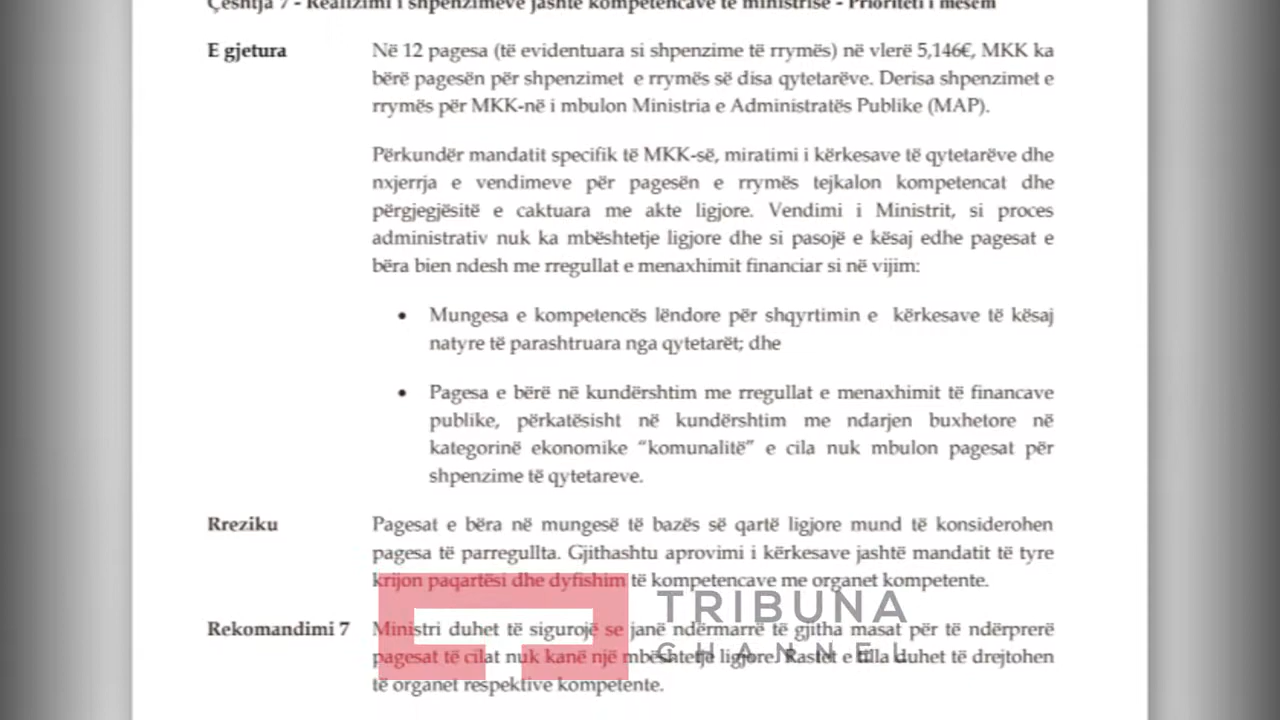 Çështja 7 - Realizimi i shpenzimeve jashtë kompetencave të ministrisë - Prioriteti i mesëm
E gjetura
Në 12 pagesa (të evidentuara si shpenzime të rrymës) në vlerë 5,146€, MKK ka
bërë pagesën për shpenzimet e rrymës së disa qytetarëve. Derisa shpenzimet e
rrymës për MKK-në i mbulon Ministria e Administratës Publike (MAP).
Përkundër mandatit specifik të MKK-së, miratimi i kërkesave të qytetarëve dhe
nxjerrja e vendimeve për pagesën e rrymës tejkalon kompetencat dhe
përgjegjësitë e caktuara me akte ligjore. Vendimi i Ministrit, si proces
administrativ nuk ka mbështetje ligjore dhe si pasojë e kësaj edhe pagesat e
bëra bien ndesh me rregullat e menaxhimit financiar si në vijim:
• Mungesa e kompetencës lëndore për shqyrtimin e kërkesave të kësaj
natyre të parashtruara nga qytetarët; dhe
• Pagesa e bërë në kundërshtim me rregullat e menaxhimit të financave
publike, përkatësisht në kundërshtim me ndarjen buxhetore në
kategorinë ekonomike “komunalitë” e cila nuk mbulon pagesat për
shpenzime të qytetareve.
Rreziku
Pagesat e bëra në mungesë të bazës së qartë ligjore mund të konsiderohen
pagesa të parregullta. Gjithashtu aprovimi i kërkesave jashtë mandatit të tyre
krijon paqartësi dhe dyfishim të kompetencave me organet kompetente.
Rekomandimi 7
Ministri duhet të sigurojë se janë ndërmarrë të gjitha masat për të ndërprerë
pagesat të cilat nuk kanë një mbështetje ligjore. Rastet e tilla duhet të drejtohen
të organet respektive kompetente.
TRIBUNA
CHANNEL